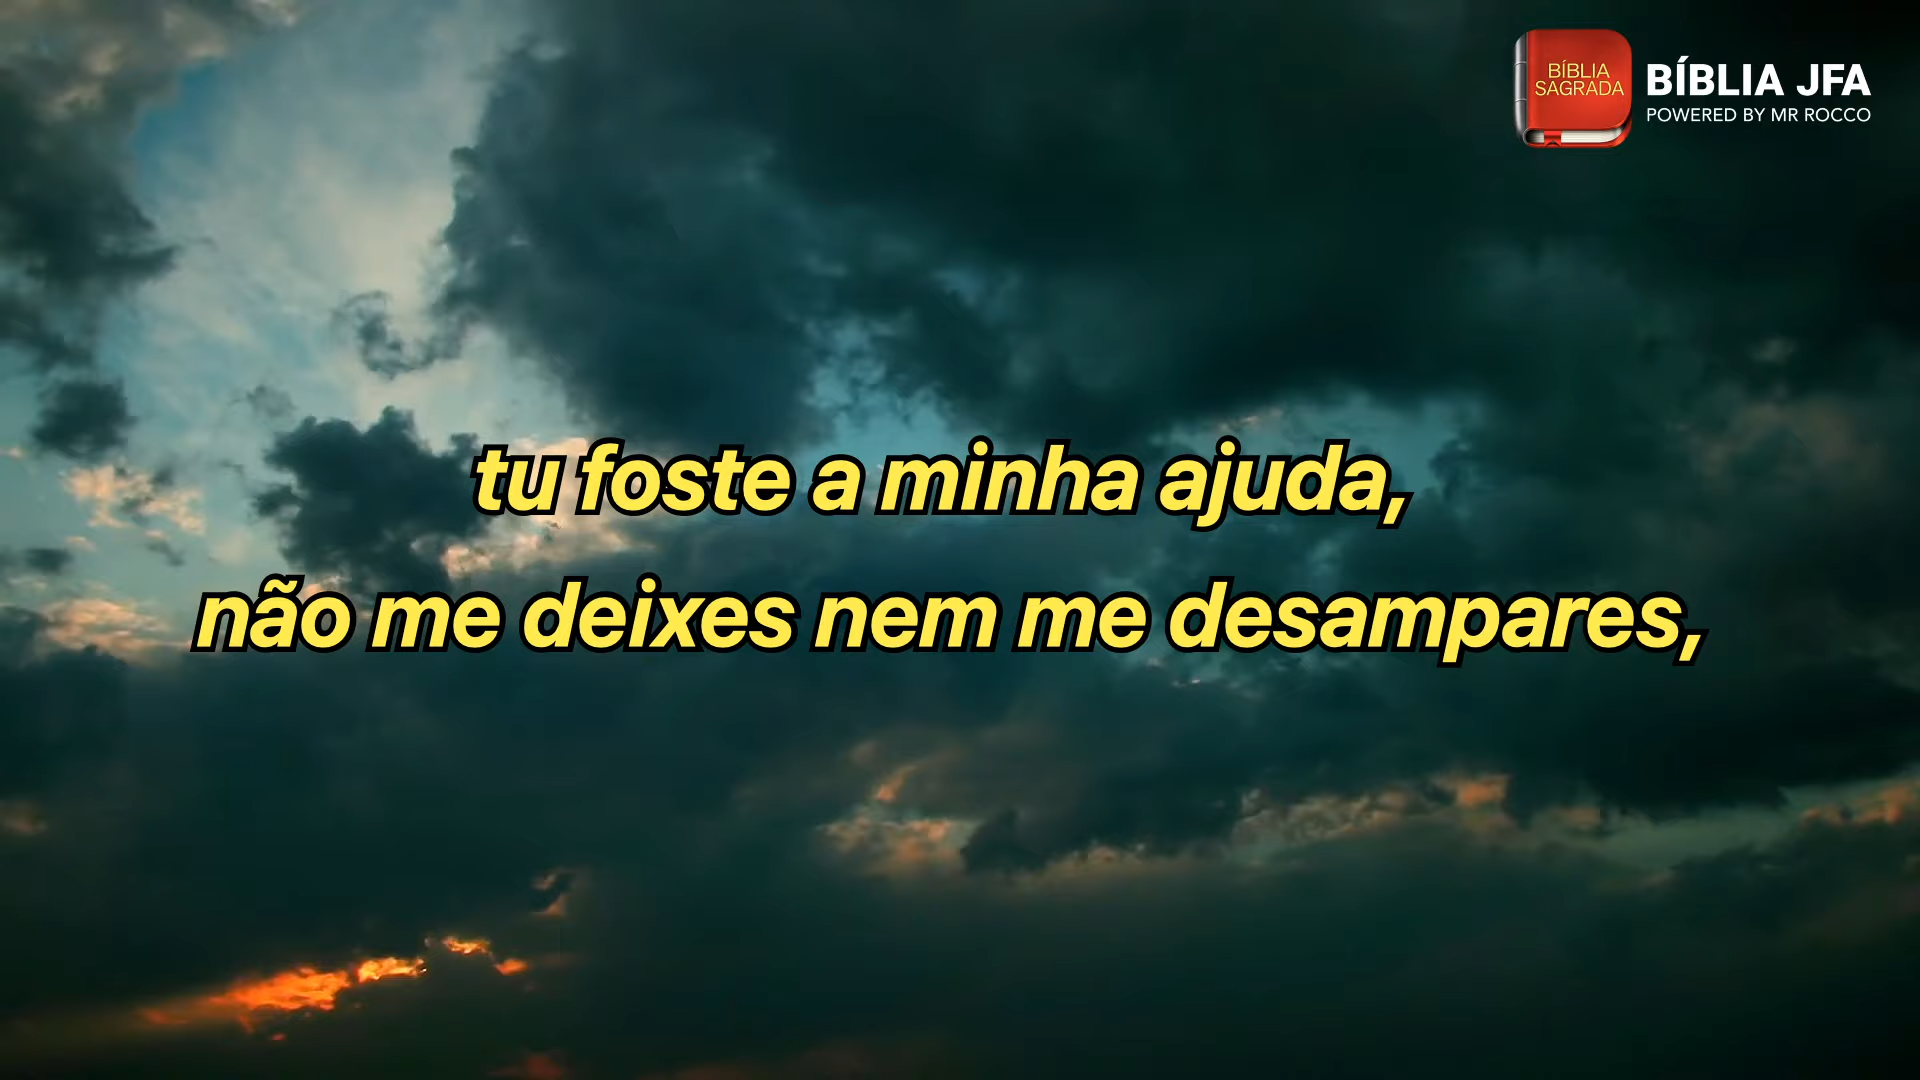 BÍBLIA
SAGRADA
BÍBLIA JFA
POWERED BY MR ROCCO
tu foste a minha ajuda,
não me deixes nem me desampares,